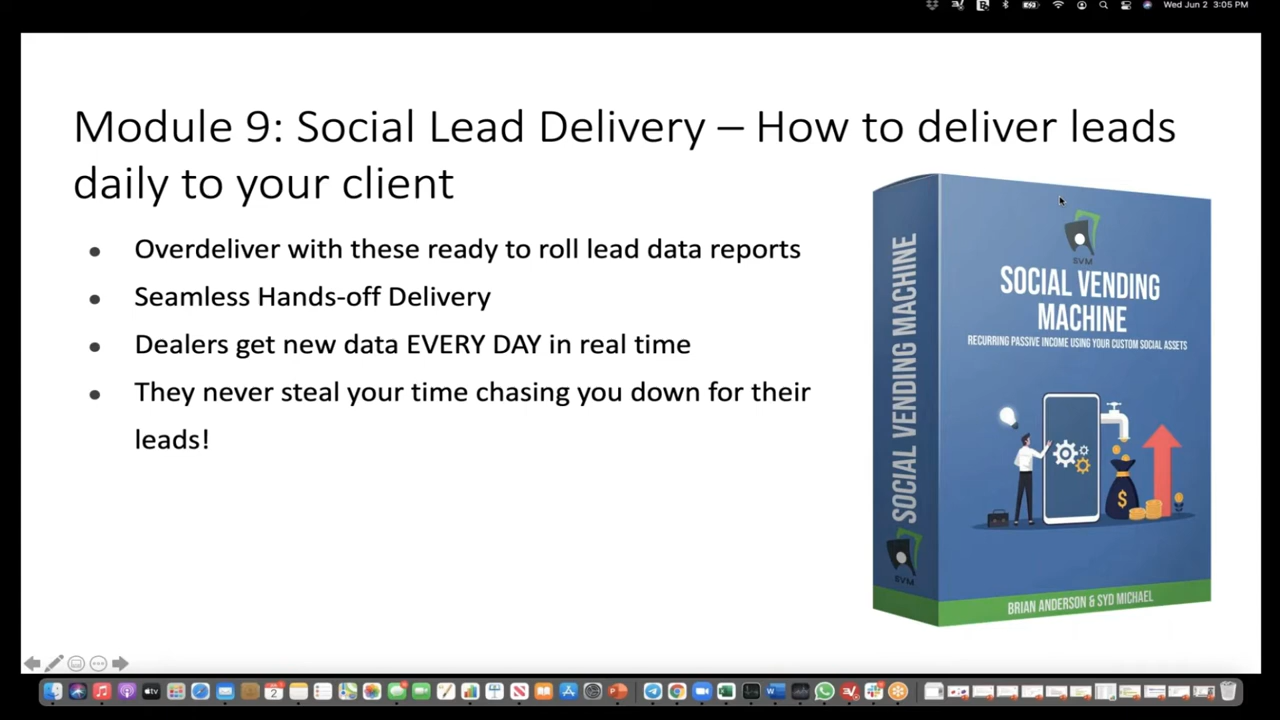 Wed Jun 2 3:05 PM
Module 9: Social Lead Delivery – How to deliver leads
daily to your client
• Overdeliver with these ready to roll lead data reports
• Seamless Hands-off Delivery
• Dealers get new data EVERY DAY in real time
• They never steal your time chasing you down for their
leads!
SOCIAL VENDING MACHINE
SVM
SVM
SOCIAL VENDING
MACHINE
RECURRING PASSIVE INCOME USING YOUR CUSTOM SOCIAL ASSETS
$
BRIAN ANDERSON & SYD MICHAEL